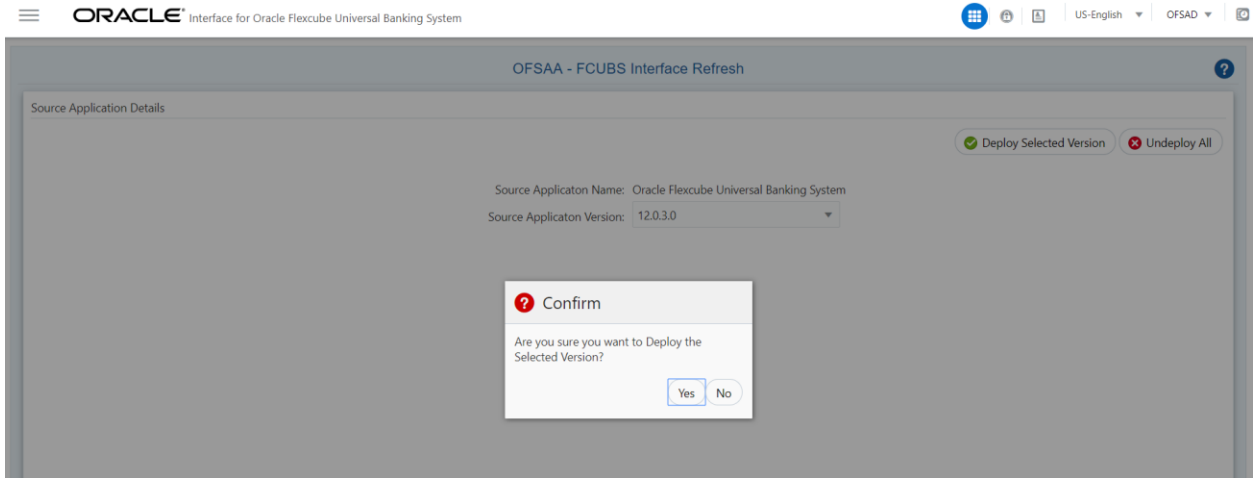 ORACLE® Interface for Oracle Flexcube Universal Banking System
US-English
OFSAD
OFSAA - FCUBS Interface Refresh
?
Source Application Details
Deploy Selected Version
Undeploy All
Source Applicaton Name: Oracle Flexcube Universal Banking System
Source Applicaton Version: 12.0.3.0
? Confirm
Are you sure you want to Deploy the
Selected Version?
Yes
No